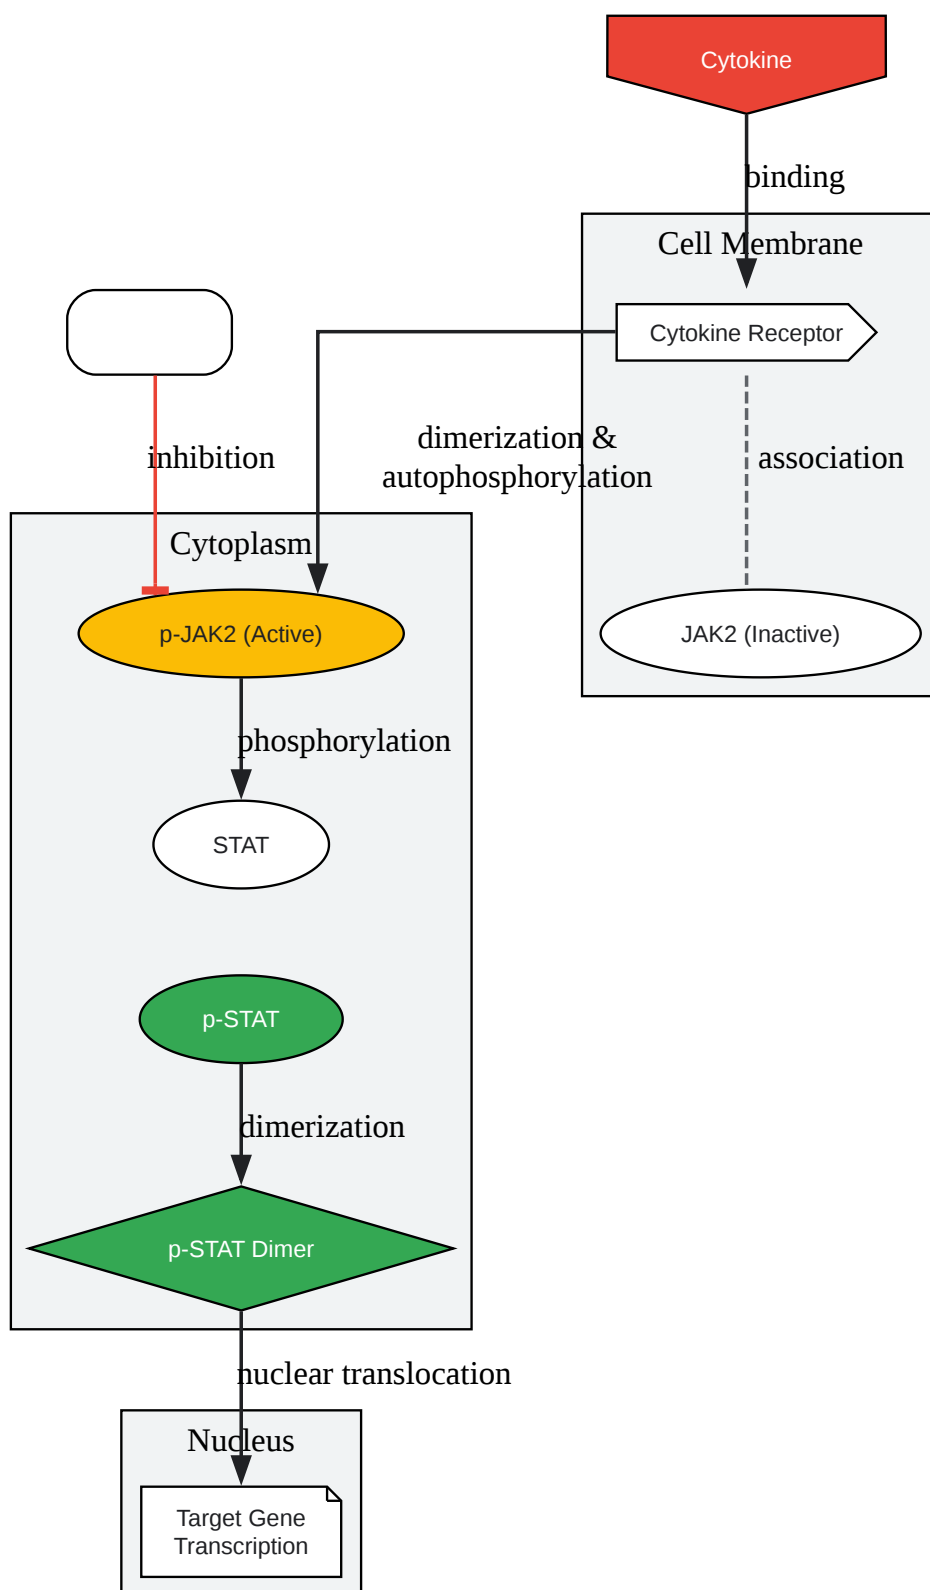 Cytokine
binding
Cell Membrane
Cytokine Receptor
dimerization &
autophosphorylation
association
inhibition
Cytoplasm
p-JAK2 (Active)
JAK2 (Inactive)
phosphorylation
STAT
p-STAT
dimerization
p-STAT Dimer
nuclear translocation
Nucleus
Target Gene
Transcription